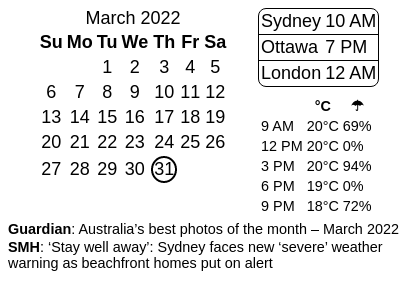 March 2022
Su Mo Tu We Th Fr Sa
1 2 3 4 5
6 7 8 9 10 11 12
13 14 15 16 17 18 19
20 21 22 23 24 25 26
27 28 29 30 31
Sydney 10 AM
Ottawa 7 PM
London 12 AM
°C ☂
9 AM 20°C 69%
12 PM 20°C 0%
3 PM 20°C 94%
6 PM 19°C 0%
9 PM 18°C 72%
Guardian: Australia’s best photos of the month – March 2022
SMH: ‘Stay well away’: Sydney faces new ‘severe’ weather
warning as beachfront homes put on alert